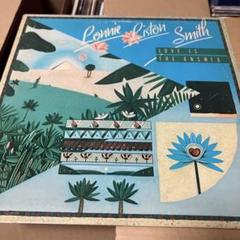 Lonnie Liston Smith
LOVE IS
THE ANSWER